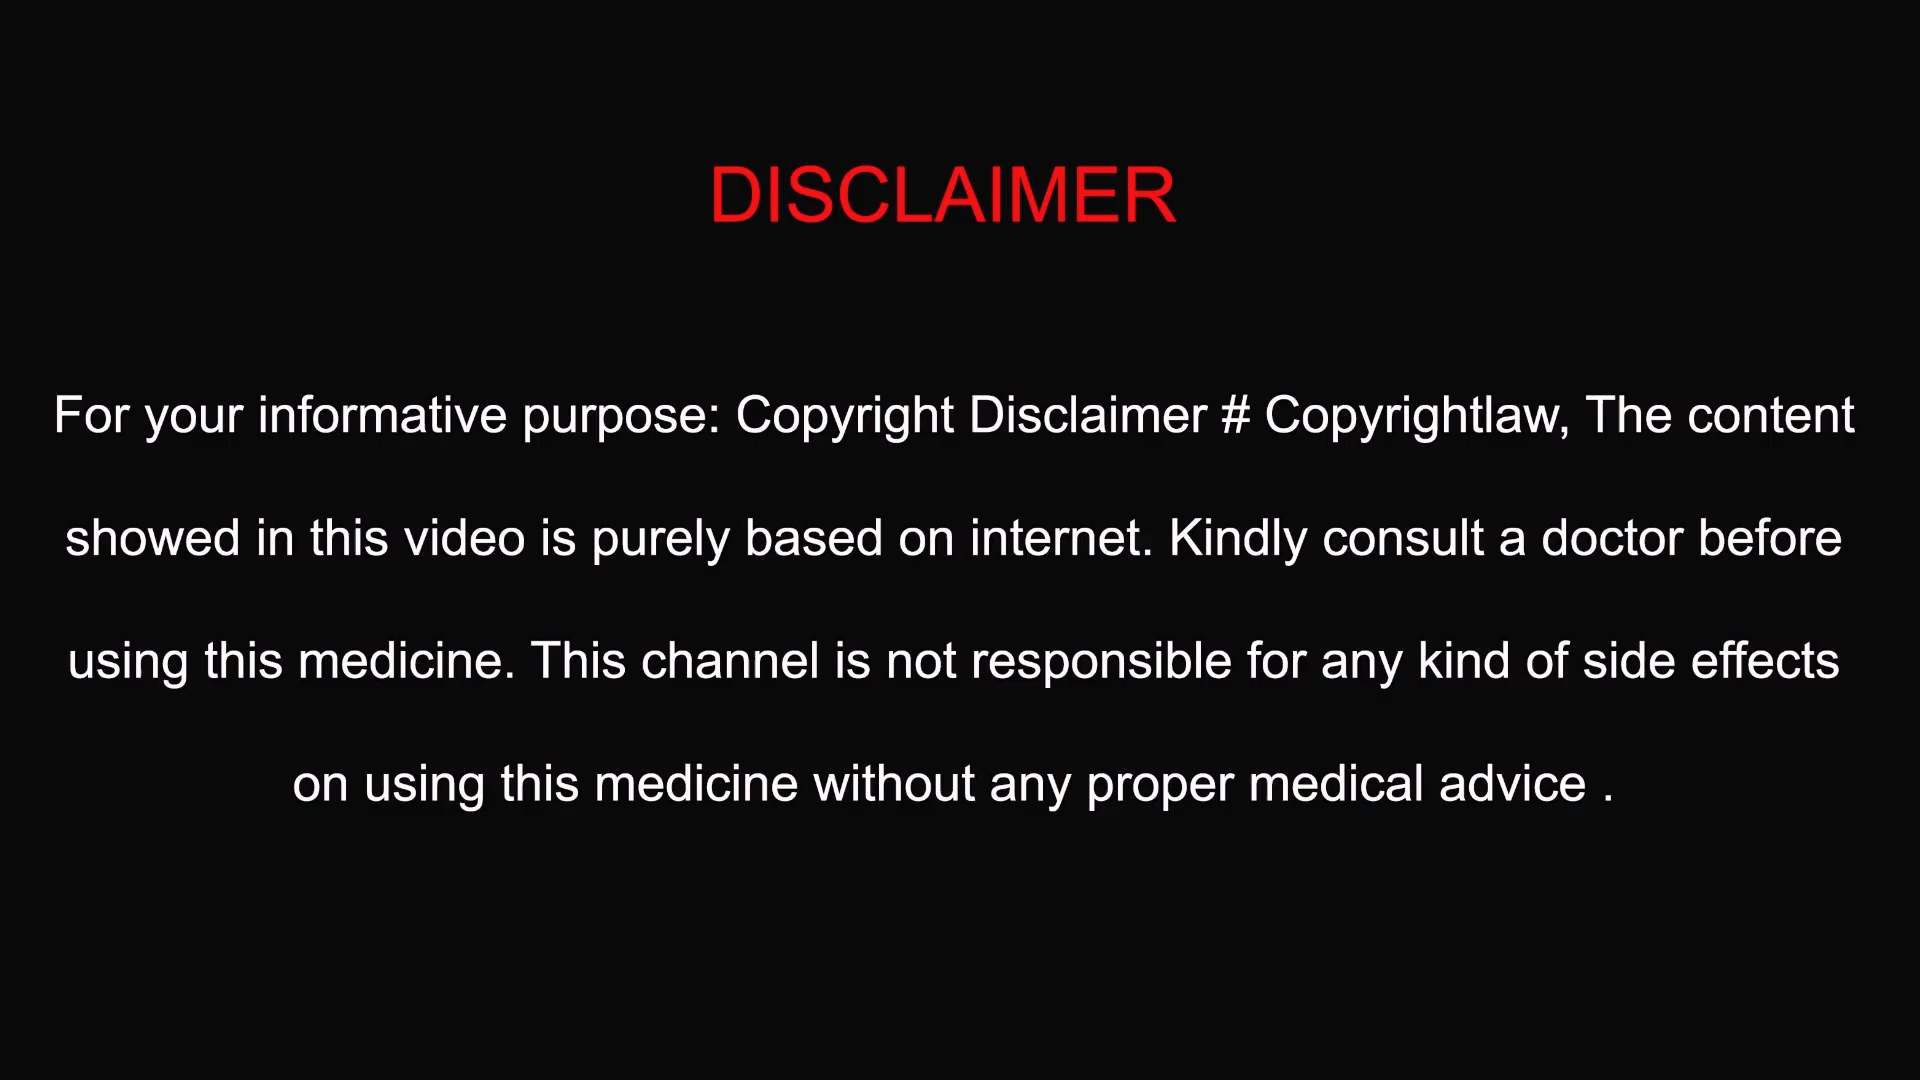 DISCLAIMER
For your informative purpose: Copyright Disclaimer # Copyrightlaw, The content
showed in this video is purely based on internet. Kindly consult a doctor before
using this medicine. This channel is not responsible for any kind of side effects
on using this medicine without any proper medical advice .